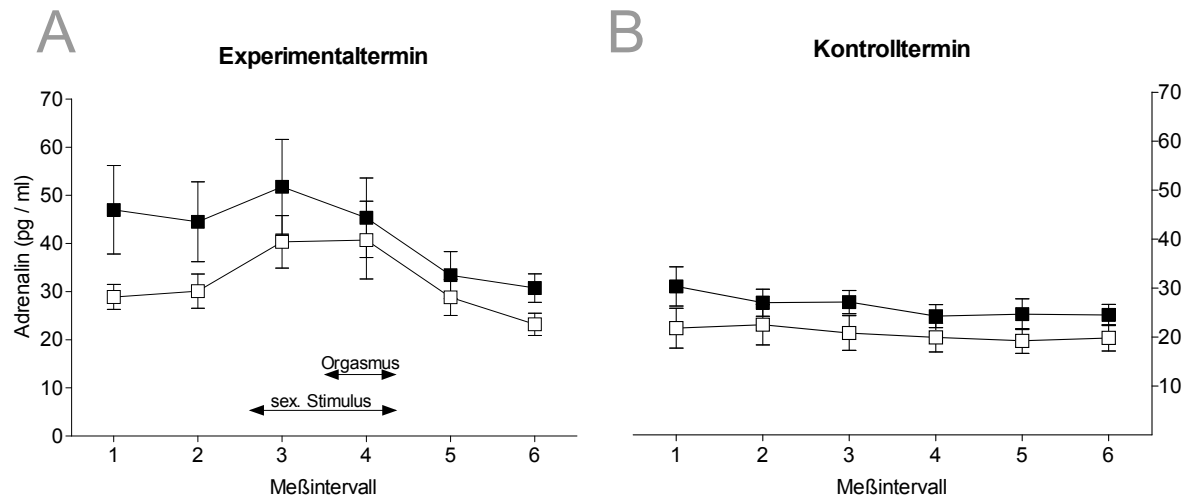 A
Experimentaltermin
70
60
50
40
30
20
10
0
Adrenalin (pg / ml)
Orgasmus
sex. Stimulus
1 2 3 4 5 6
Meßintervall
B
Kontrolltermin
70
60
50
40
30
20
10
1 2 3 4 5 6
Meßintervall